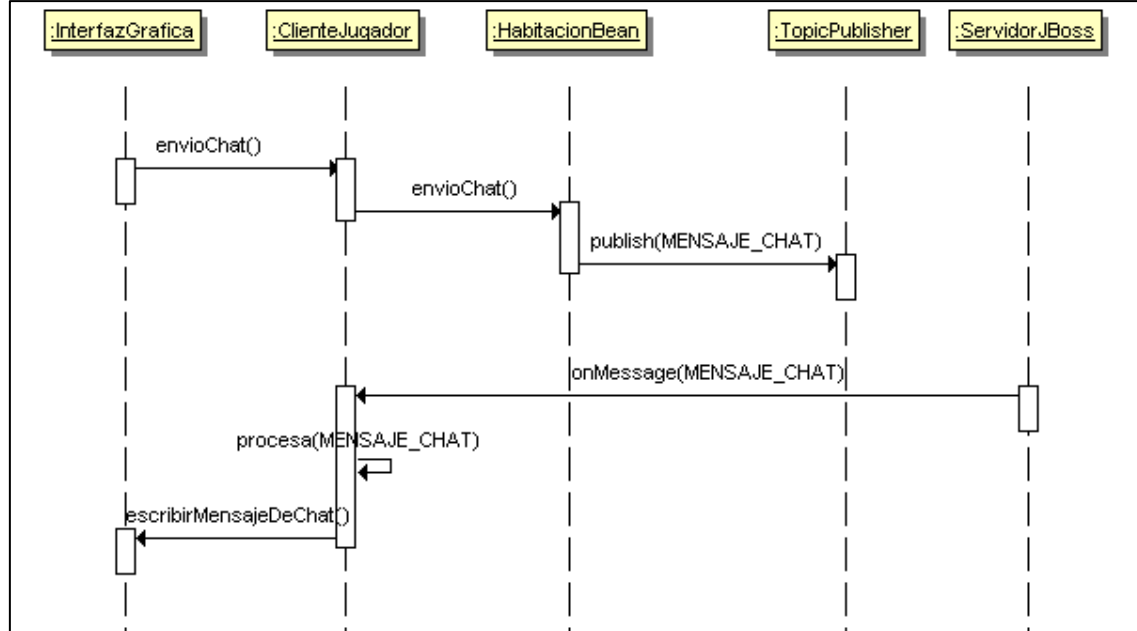 :InterfazGrafica
:ClienteJugador
:HabitacionBean
:TopicPublisher
:ServidorJBoss
envioChat()
envioChat()
publish(MENSAJE_CHAT)
onMessage(MENSAJE_CHAT)
procesa(MENSAJE_CHAT)
escribirMensajeDeChat()